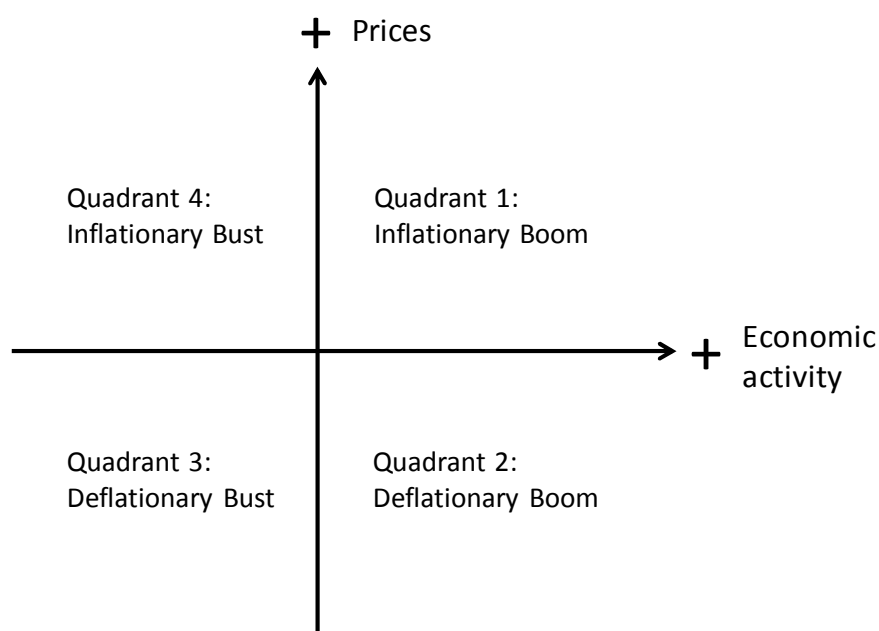 + Prices
Quadrant 4:
Inflationary Bust
Quadrant 1:
Inflationary Boom
+ Economic
activity
Quadrant 3:
Deflationary Bust
Quadrant 2:
Deflationary Boom